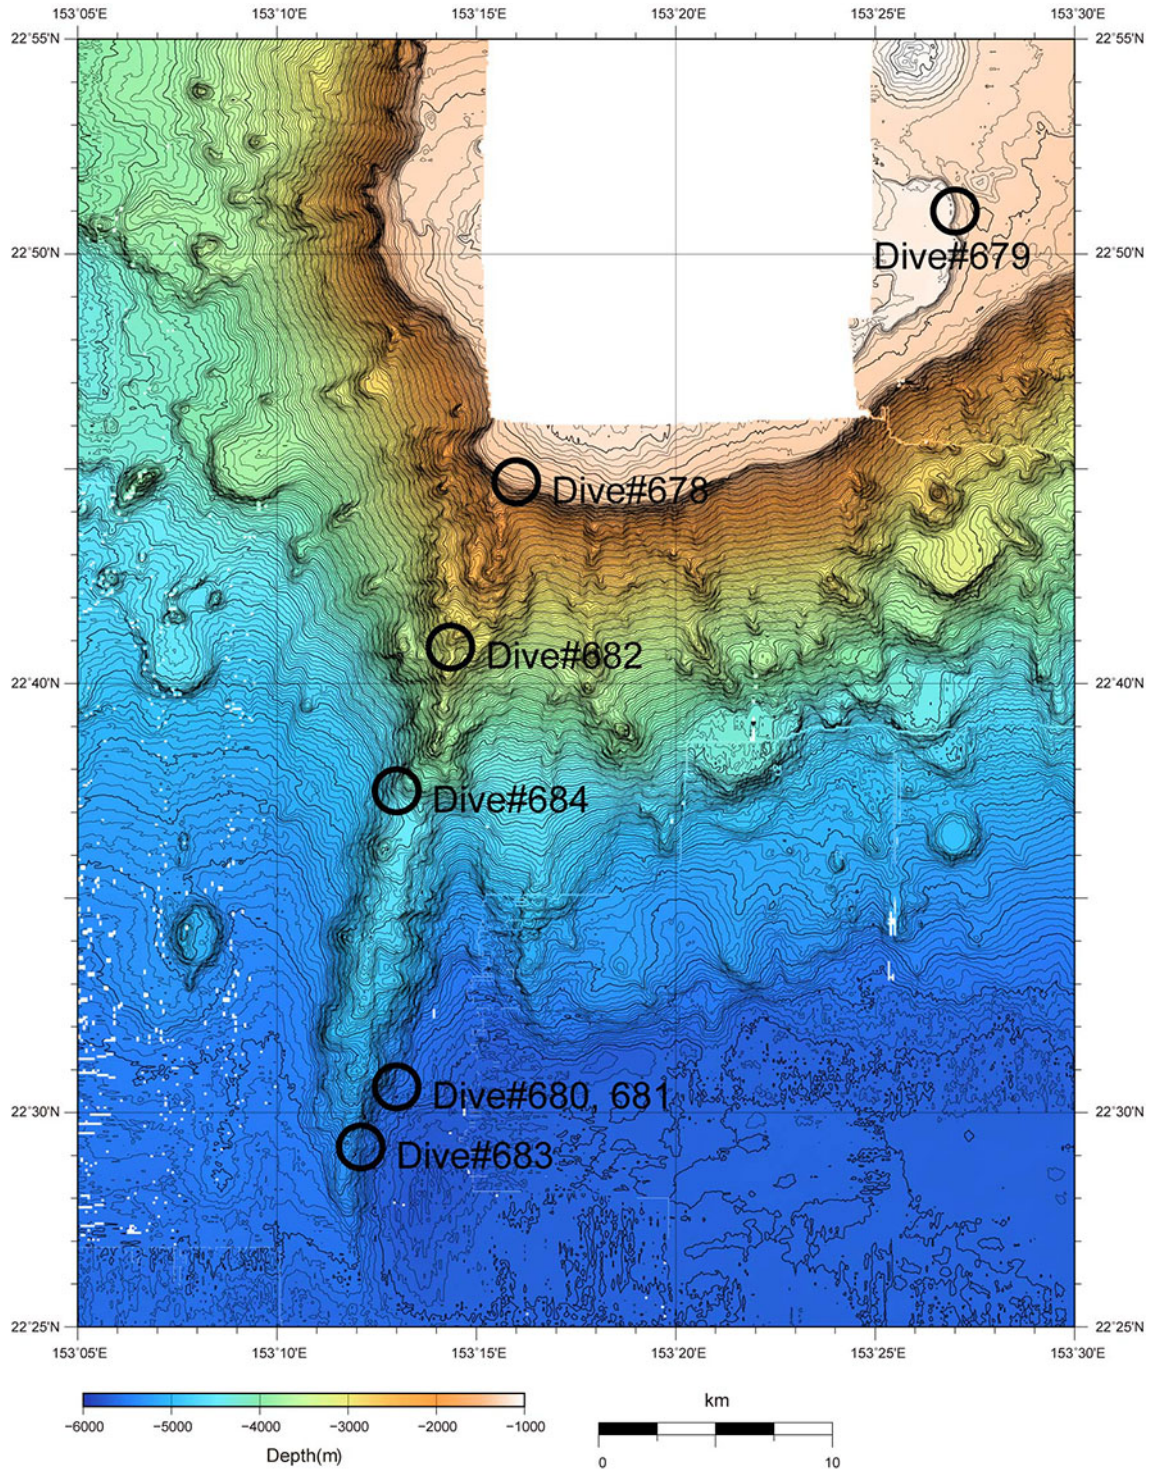 153°05'E 153°10'E 153°15'E 153°20'E 153°25'E 153°30'E
22°55'N 22°55'N
Dive#679
22°50'N 22°50'N
Dive#678
Dive#682
22°40'N 22°40'N
Dive#684
Dive#680, 681
22°30'N 22°30'N
Dive#683
22°25'N 22°25'N
153°05'E 153°10'E 153°15'E 153°20'E 153°25'E 153°30'E
km
−6000 −5000 −4000 −3000 −2000 −1000
Depth(m)
0 10